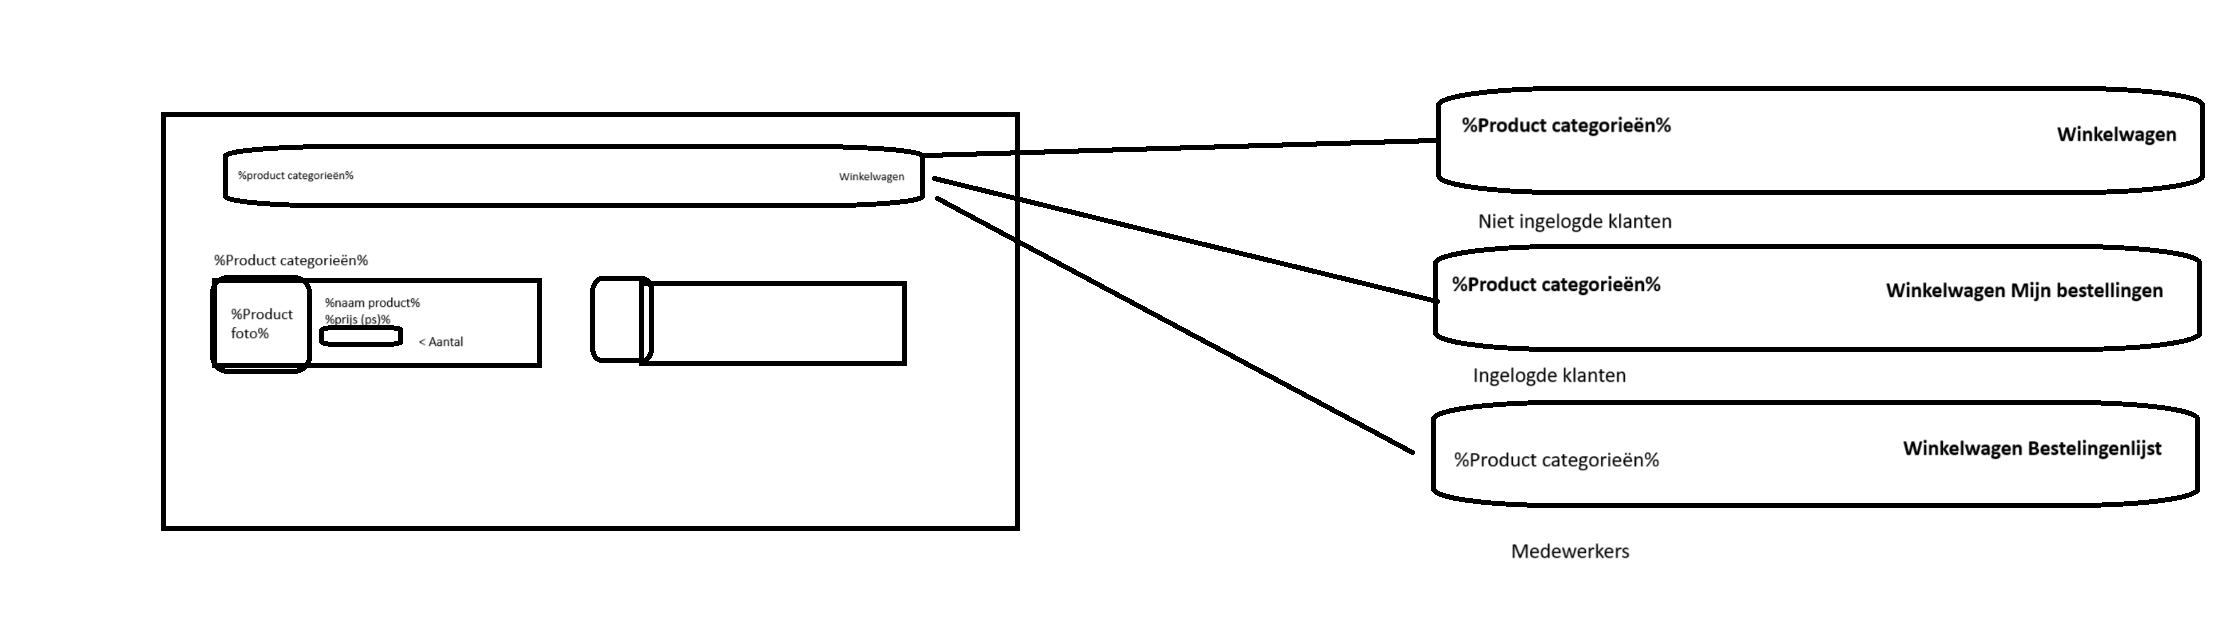 %product categorieën%
Winkelwagen
%Product categorieën%
%Product
foto%
%naam product%
%prijs (ps)%
< Aantal
%Product categorieën%
Winkelwagen
Niet ingelogde klanten
%Product categorieën%
Winkelwagen Mijn bestellingen
Ingelogde klanten
%Product categorieën%
Winkelwagen Bestelingenlijst
Medewerkers